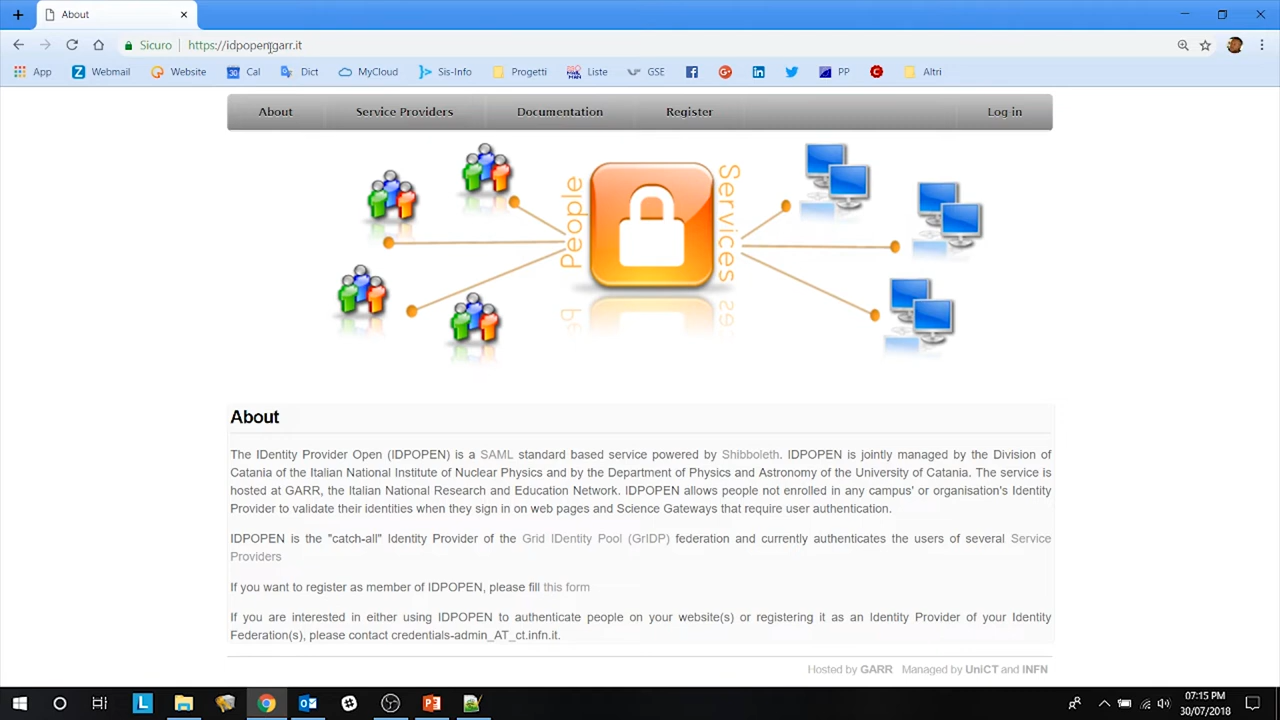 About
Sicuro https://idpopen.garr.it
App Webmail Website Cal Dict MyCloud Sis-Info Progetti Liste GSE PP Altri
About Service Providers Documentation Register Log in
People
Services
About
The IDentity Provider Open (IDPOPEN) is a SAML standard based service powered by Shibboleth. IDPOPEN is jointly managed by the Division of
Catania of the Italian National Institute of Nuclear Physics and by the Department of Physics and Astronomy of the University of Catania. The service is
hosted at GARR, the Italian National Research and Education Network. IDPOPEN allows people not enrolled in any campus' or organisation's Identity
Provider to validate their identities when they sign in on web pages and Science Gateways that require user authentication.
IDPOPEN is the "catch-all" Identity Provider of the Grid IDentity Pool (GrIDP) federation and currently authenticates the users of several Service
Providers
If you want to register as member of IDPOPEN, please fill this form
If you are interested in either using IDPOPEN to authenticate people on your website(s) or registering it as an Identity Provider of your Identity
Federation(s), please contact credentials-admin_AT_ct.infn.it.
Hosted by GARR Managed by UniCT and INFN
07:15 PM
30/07/2018